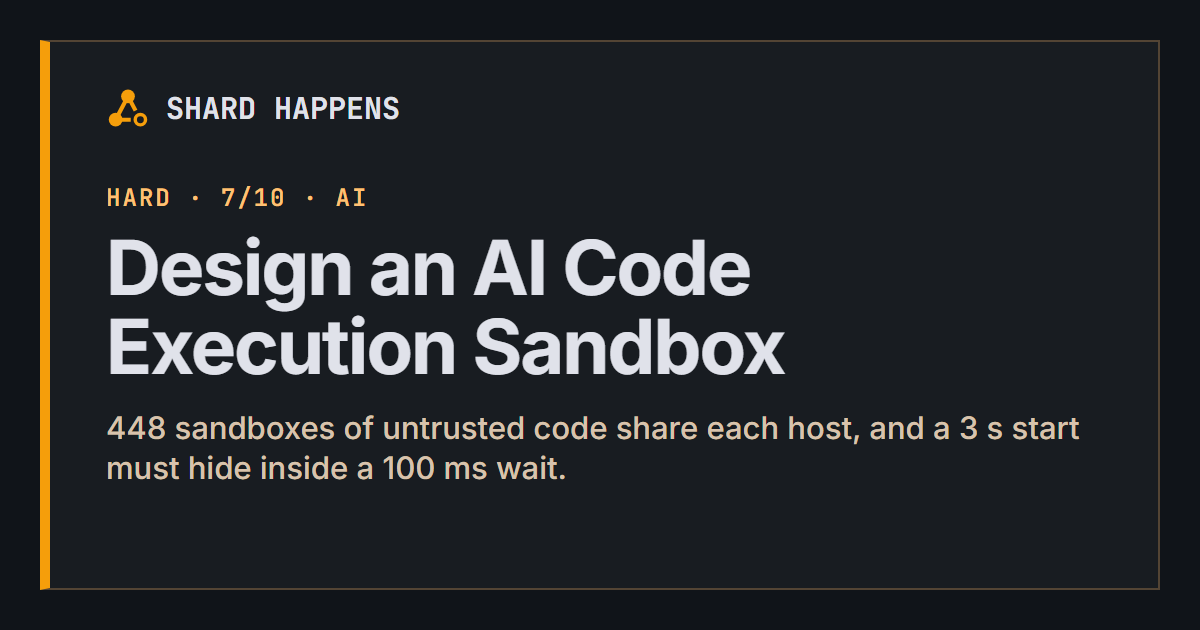 SHARD HAPPENS
HARD · 7/10 · AI
Design an AI Code
Execution Sandbox
448 sandboxes of untrusted code share each host, and a 3 s start
must hide inside a 100 ms wait.